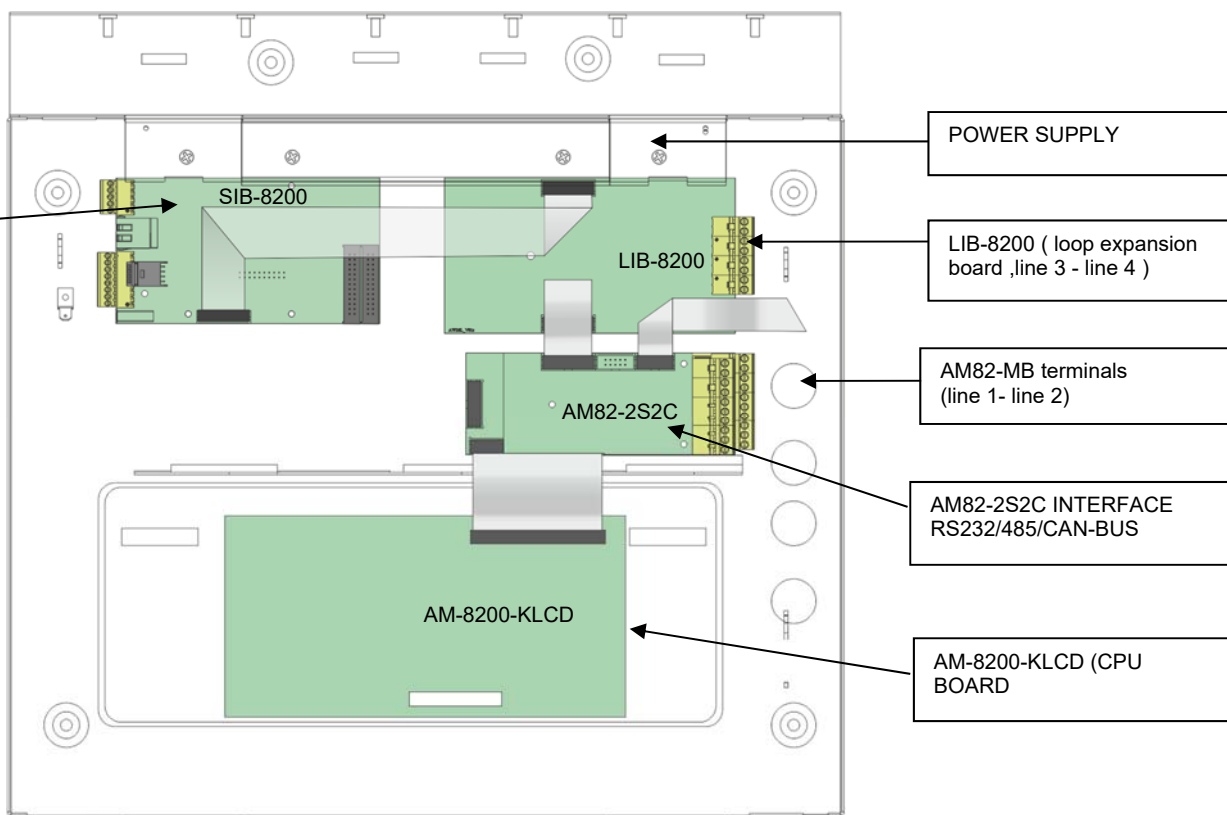 POWER SUPPLY
SIB-8200
LIB-8200
LIB-8200 ( loop expansion
board ,line 3 - line 4 )
AM82-MB terminals
(line 1- line 2)
AM82-2S2C
AM82-2S2C INTERFACE
RS232/485/CAN-BUS
AM-8200-KLCD
AM-8200-KLCD (CPU
BOARD